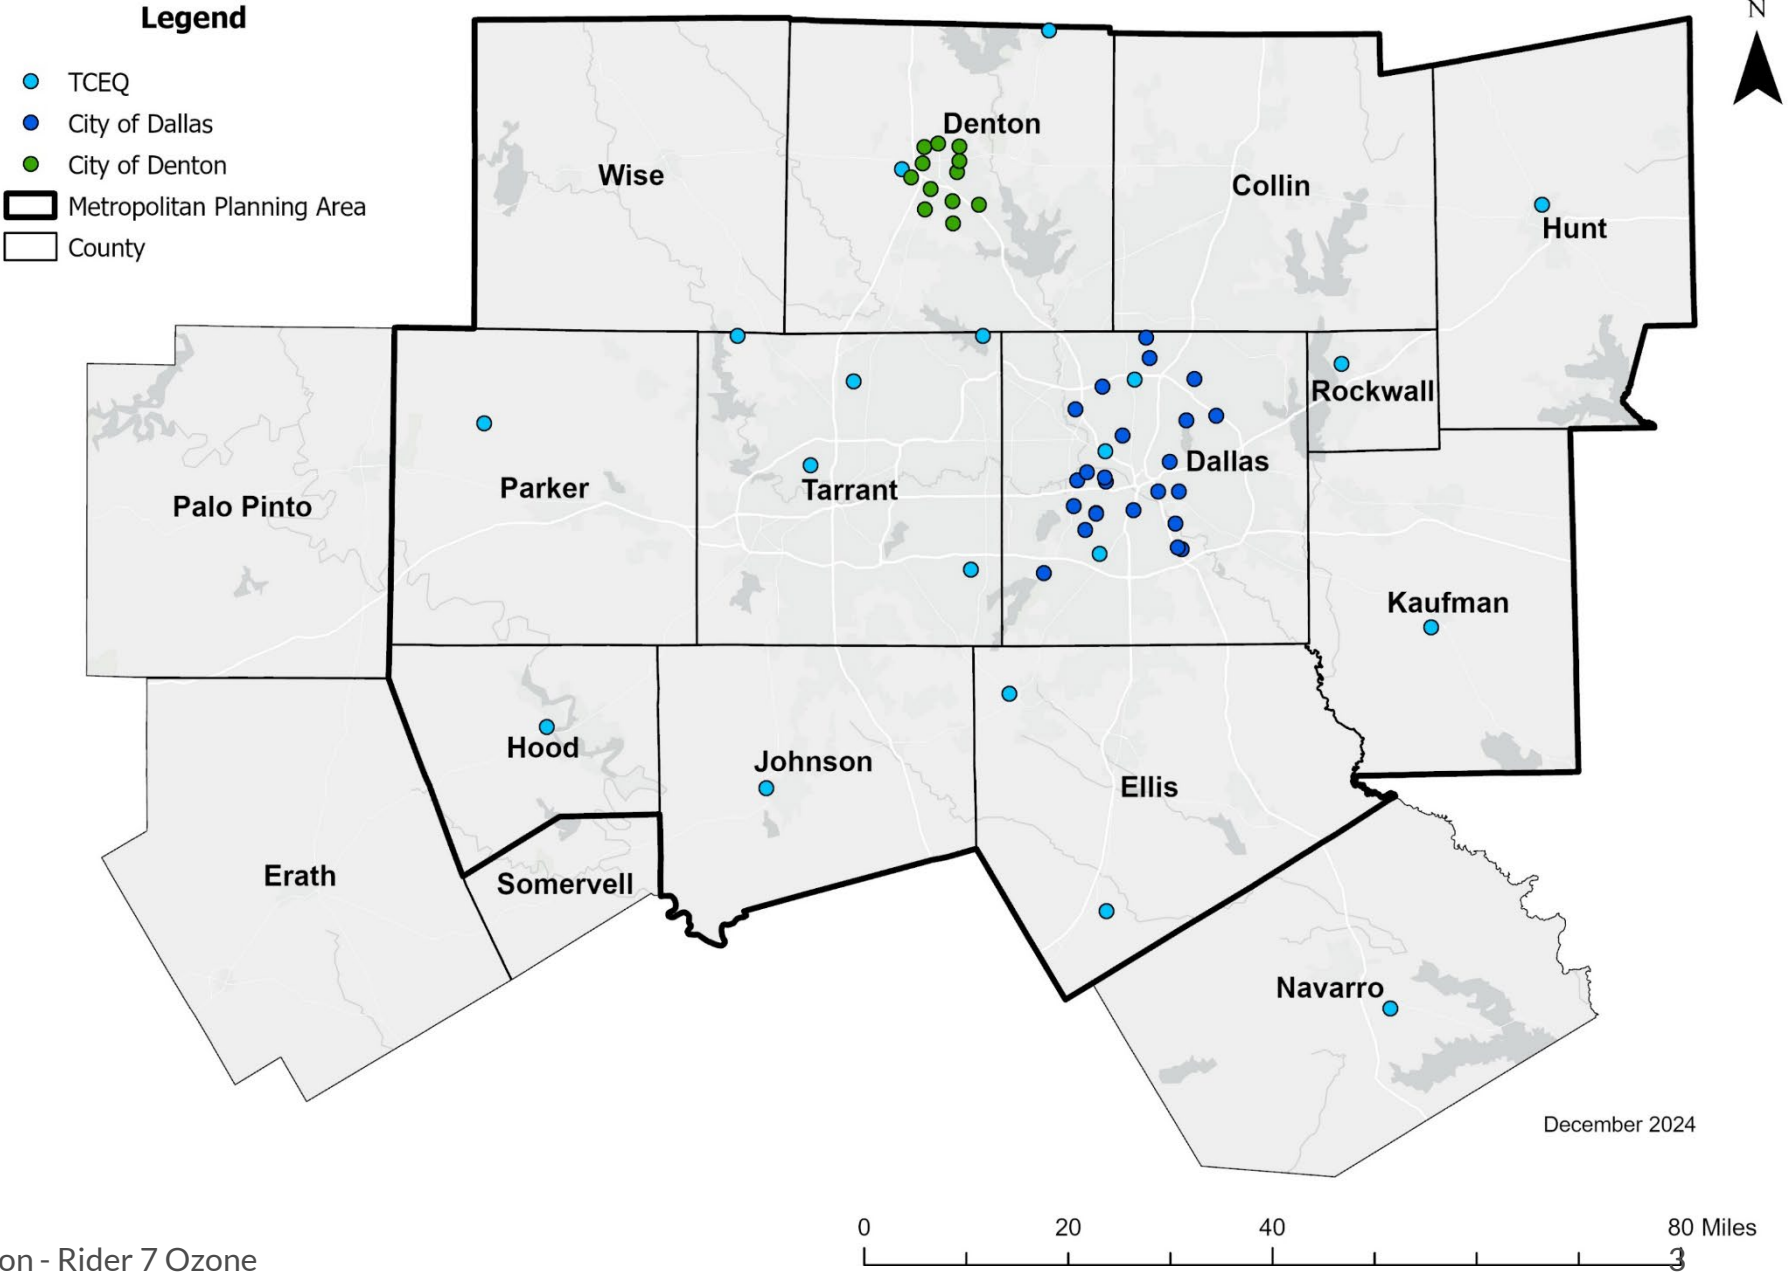 Legend
TCEQ
City of Dallas
City of Denton
Metropolitan Planning Area
County
N
Denton
Wise
Collin
Hunt
Rockwall
Parker
Tarrant
Dallas
Palo Pinto
Kaufman
Hood
Johnson
Ellis
Erath
Somervell
Navarro
December 2024
0 20 40 80 Miles
on - Rider 7 Ozone
3